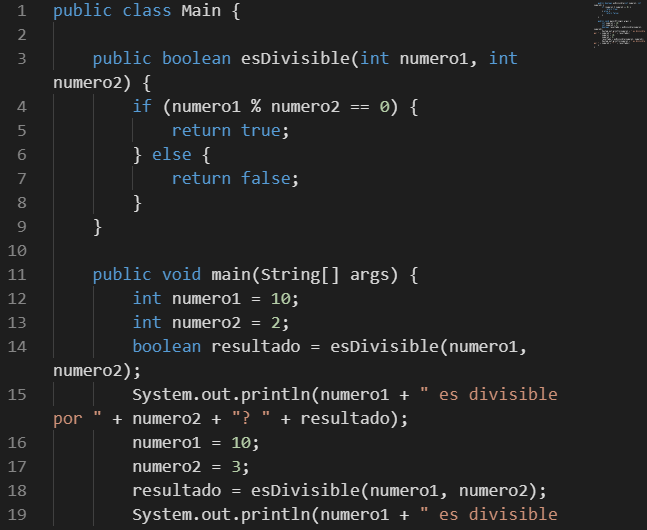 1 public class Main {
2
3 public boolean esDivisible(int numero1, int
numero2) {
4 if (numero1 % numero2 == 0) {
5 return true;
6 } else {
7 return false;
8 }
9 }
10
11 public void main(String[] args) {
12 int numero1 = 10;
13 int numero2 = 2;
14 boolean resultado = esDivisible(numero1,
numero2);
15 System.out.println(numero1 + " es divisible
por " + numero2 + "? " + resultado);
16 numero1 = 10;
17 numero2 = 3;
18 resultado = esDivisible(numero1, numero2);
19 System.out.println(numero1 + " es divisible